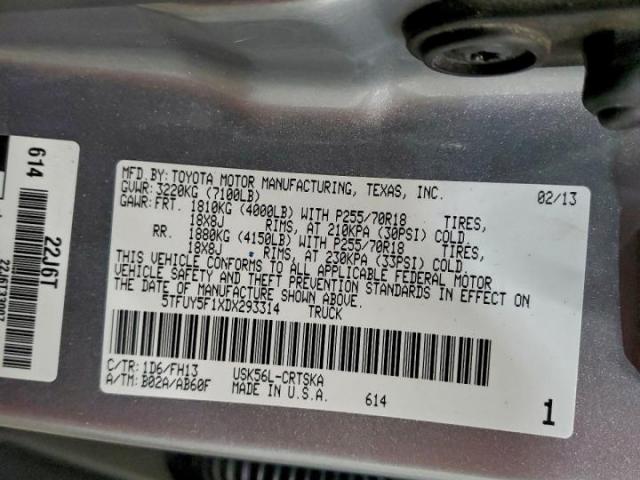 MFD.BY:TOYOTA MOTOR MANUFACTURING, TEXAS, INC. 02/13
GVWR:3220KG (7100LB)
GAWR:FRT. 1810KG (4000LB) WITH P255/70R18 TIRES,
18X8J RIMS, AT 210KPA (30PSI) COLD
RR. 1880KG (4150LB) WITH P255/70R18 TIRES,
18X8J RIMS, AT 230KPA (33PSI) COLD
THIS VEHICLE CONFORMS TO ALL APPLICABLE FEDERAL MOTOR
VEHICLE SAFETY AND THEFT PREVENTION STANDARDS IN EFFECT ON
THE DATE OF MANUFACTURE SHOWN ABOVE.
5TFUY5F1XDX293314 TRUCK
C/TR:1D6/FH13 USK56L-CRTSKA
A/TM:B02A/AB60F MADE IN U.S.A. 614
1
614
22J6T